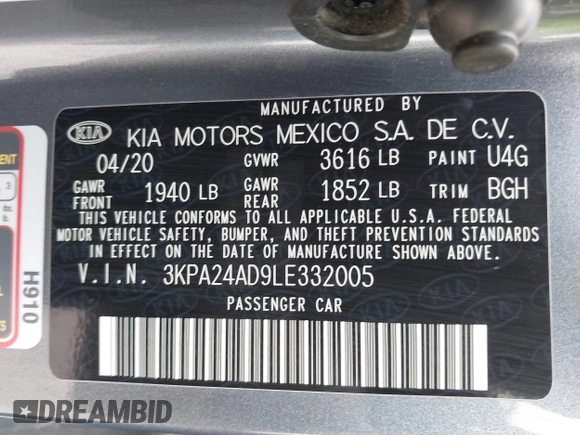 MANUFACTURED BY
KIA KIA MOTORS MEXICO S.A. DE C.V.
04/20 GVWR 3616 LB PAINT U4G
GAWR FRONT 1940 LB GAWR REAR 1852 LB TRIM BGH
THIS VEHICLE CONFORMS TO ALL APPLICABLE U.S.A. FEDERAL
MOTOR VEHICLE SAFETY, BUMPER, AND THEFT PREVENTION STANDARDS
IN EFFECT ON THE DATE OF MANUFACTURE SHOWN ABOVE.
V.I.N. 3KPA24AD9LE332005
PASSENGER CAR
H910
DREAMBID